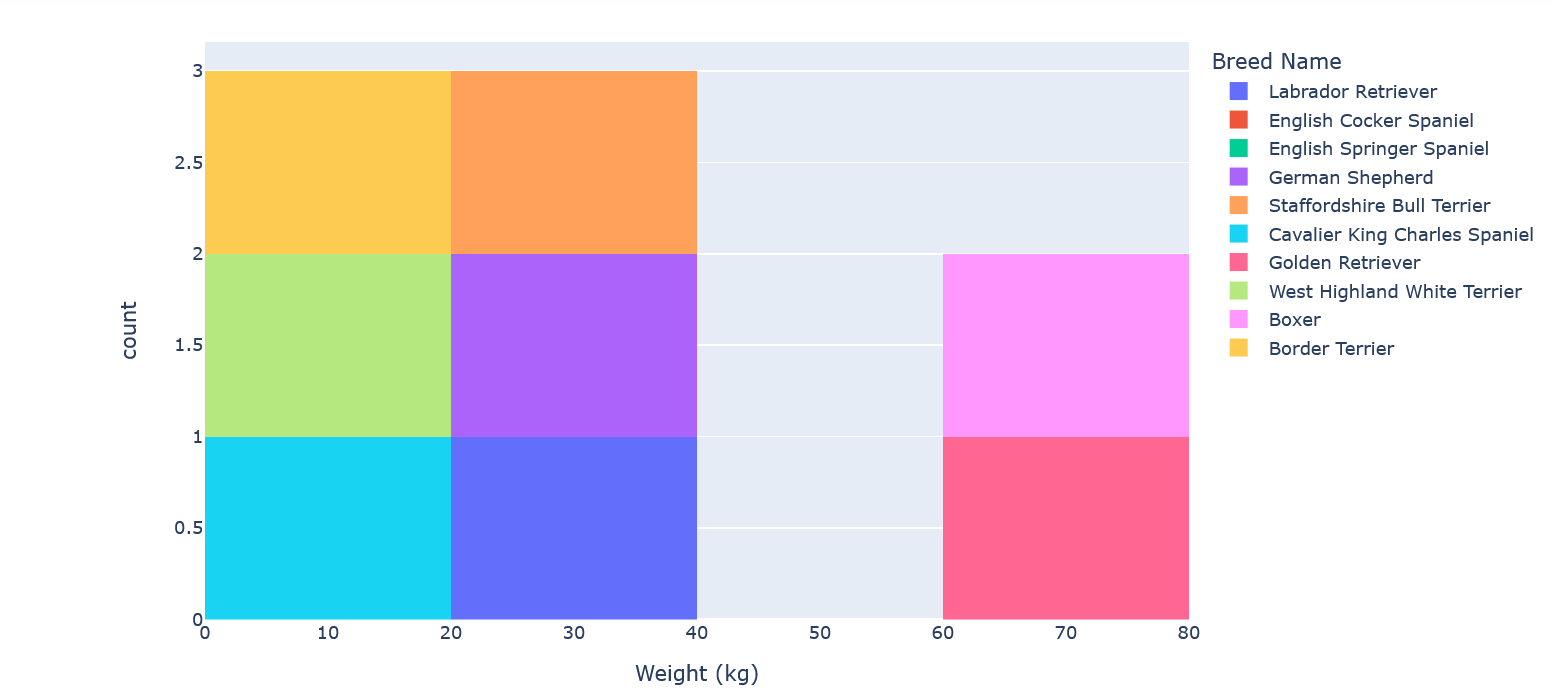 3
2.5
2
1.5
1
0.5
0
count
0 10 20 30 40 50 60 70 80
Weight (kg)
Breed Name
Labrador Retriever
English Cocker Spaniel
English Springer Spaniel
German Shepherd
Staffordshire Bull Terrier
Cavalier King Charles Spaniel
Golden Retriever
West Highland White Terrier
Boxer
Border Terrier